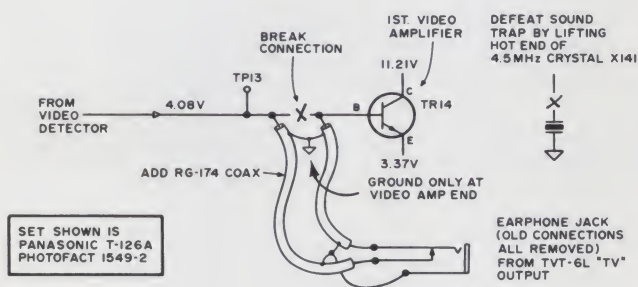 BREAK
CONNECTION
IST. VIDEO
AMPLIFIER
DEFEAT SOUND
TRAP BY LIFTING
HOT END OF
4.5MHz CRYSTAL X141
TP13
11.21V
C
FROM
VIDEO
DETECTOR
4.08V
B
TR14
E
3.37V
ADD RG-174 COAX
GROUND ONLY AT
VIDEO AMP END
SET SHOWN IS
PANASONIC T-126A
PHOTOFACT 1549-2
EARPHONE JACK
(OLD CONNECTIONS
ALL REMOVED)
FROM TVT-6L "TV"
OUTPUT